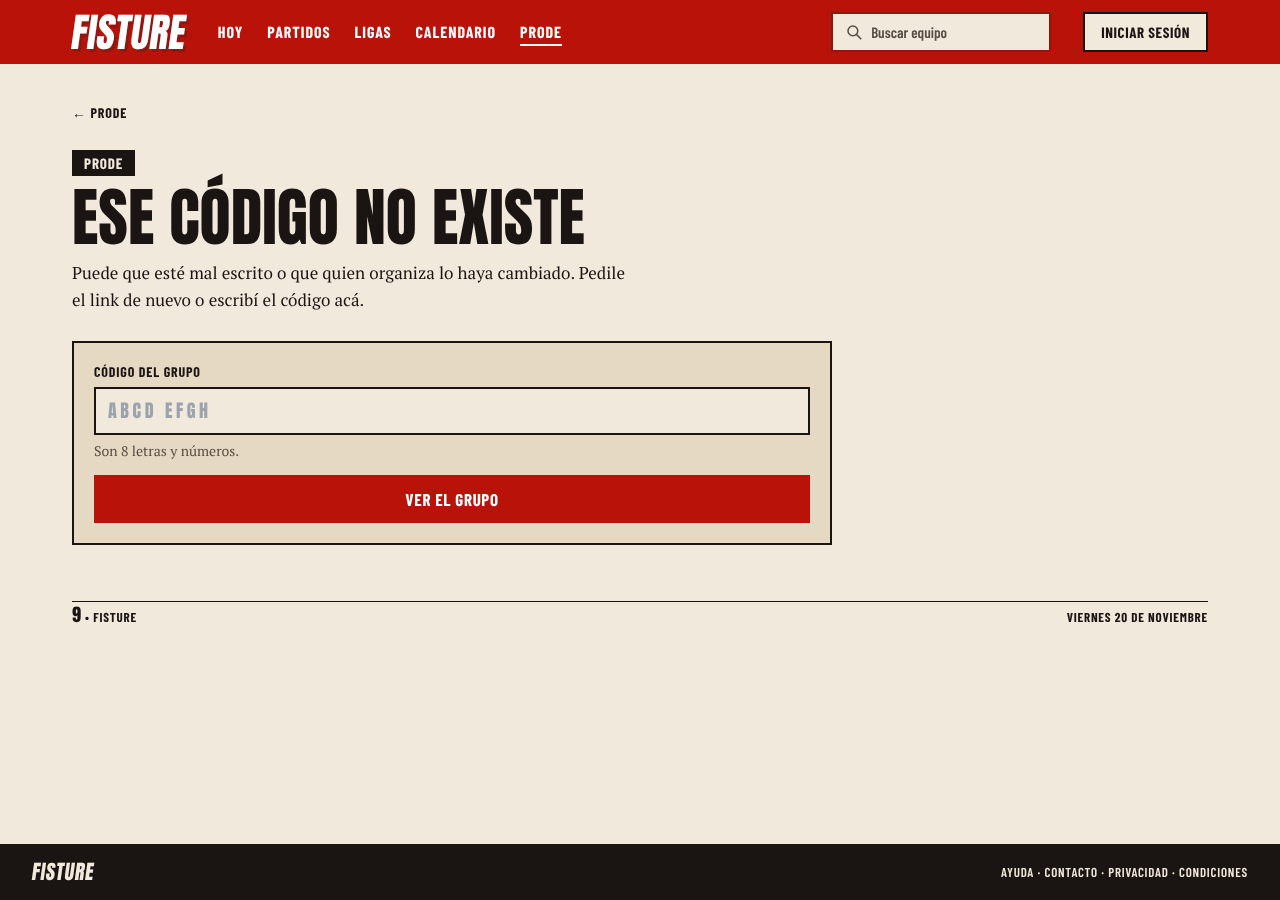 FISTURE
HOY PARTIDOS LIGAS CALENDARIO PRODE
Buscar equipo
INICIAR SESIÓN
← PRODE
PRODE
ESE CÓDIGO NO EXISTE
Puede que esté mal escrito o que quien organiza lo haya cambiado. Pedile
el link de nuevo o escribí el código acá.
CÓDIGO DEL GRUPO
ABCD EFGH
Son 8 letras y números.
VER EL GRUPO
9 • FISTURE
VIERNES 20 DE NOVIEMBRE
FISTURE
AYUDA · CONTACTO · PRIVACIDAD · CONDICIONES